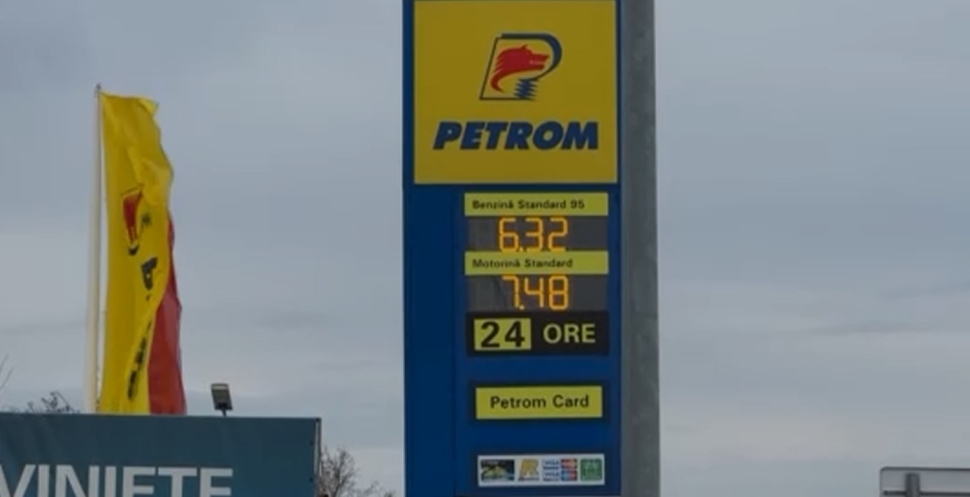 PETROM
Benzină Standard 95
6.32
Motorină Standard
7.48
24 ORE
Petrom Card
VINIETE